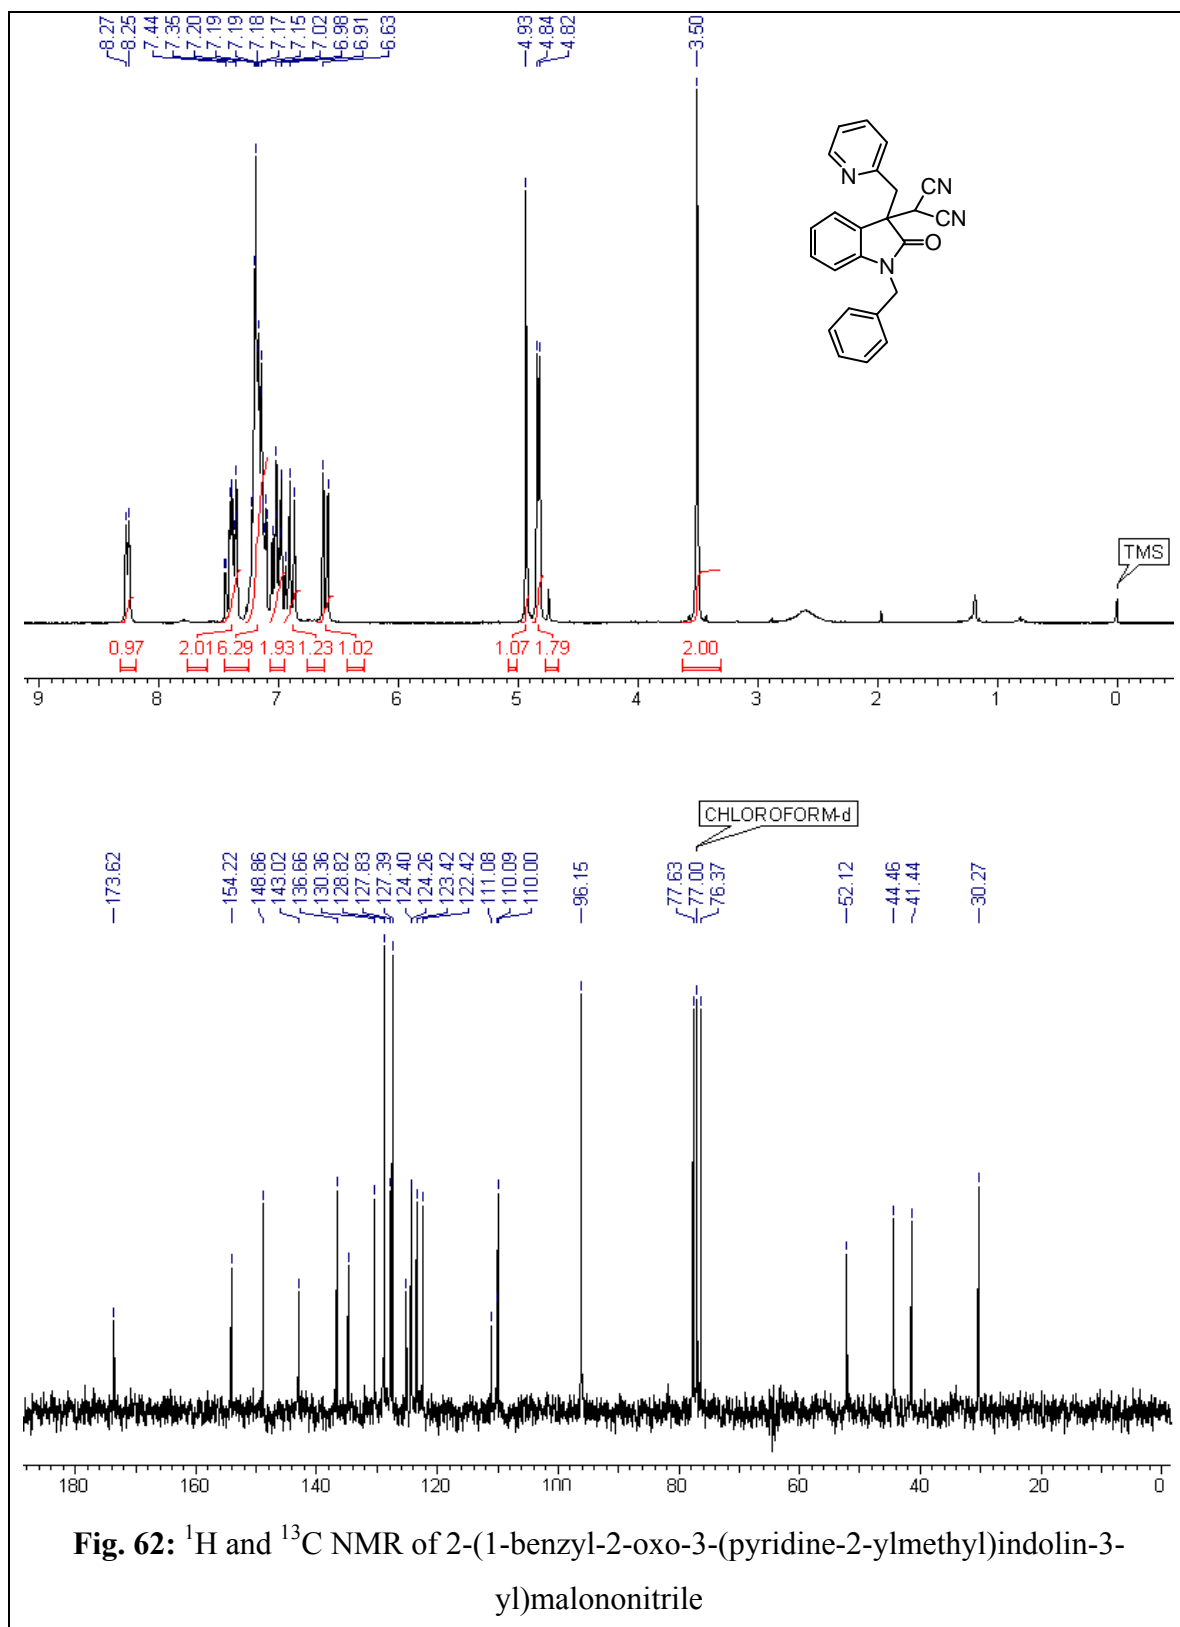 8.27 8.25 7.44 7.35 7.20 7.19 7.19 7.18 7.17 7.15 7.02 6.98 6.91 6.63 4.93 4.84 4.82 3.50
N
CN
CN
O
N
TMS
0.97 2.01 6.29 1.93 1.23 1.02 1.07 1.79 2.00
9 8 7 6 5 4 3 2 1 0
CHLOROFORM-d
173.62 154.22 148.86 143.02 136.66 130.36 128.82 127.83 127.39 124.40 124.26 123.42 122.42 111.08 110.09 110.00 96.15 77.63 77.00 76.37 52.12 44.46 41.44 30.27
180 160 140 120 100 80 60 40 20 0
Fig. 62: ¹H and ¹³C NMR of 2-(1-benzyl-2-oxo-3-(pyridine-2-ylmethyl)indolin-3-
yl)malononitrile